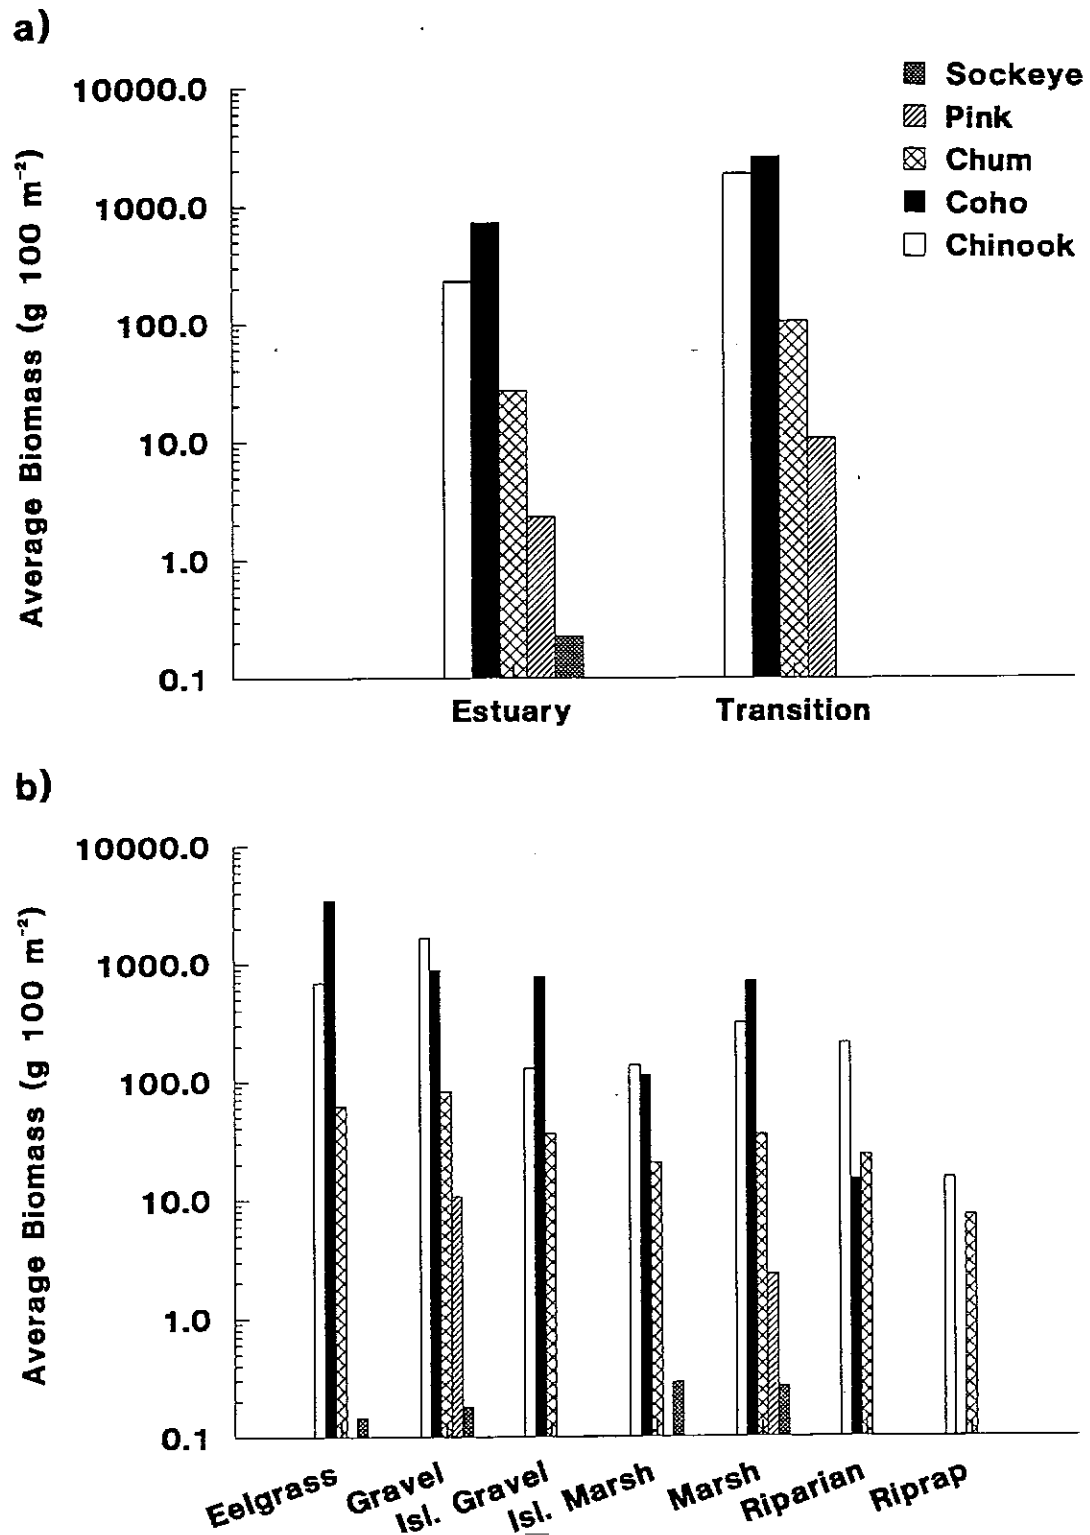 a)
Sockeye
Pink
Chum
Coho
Chinook
Average Biomass (g 100 m⁻²)
10000.0
1000.0
100.0
10.0
1.0
0.1
Estuary Transition
b)
Average Biomass (g 100 m⁻²)
10000.0
1000.0
100.0
10.0
1.0
0.1
Eelgrass
Gravel
Isl. Gravel
Isl. Marsh
Marsh
Riparian
Riprap